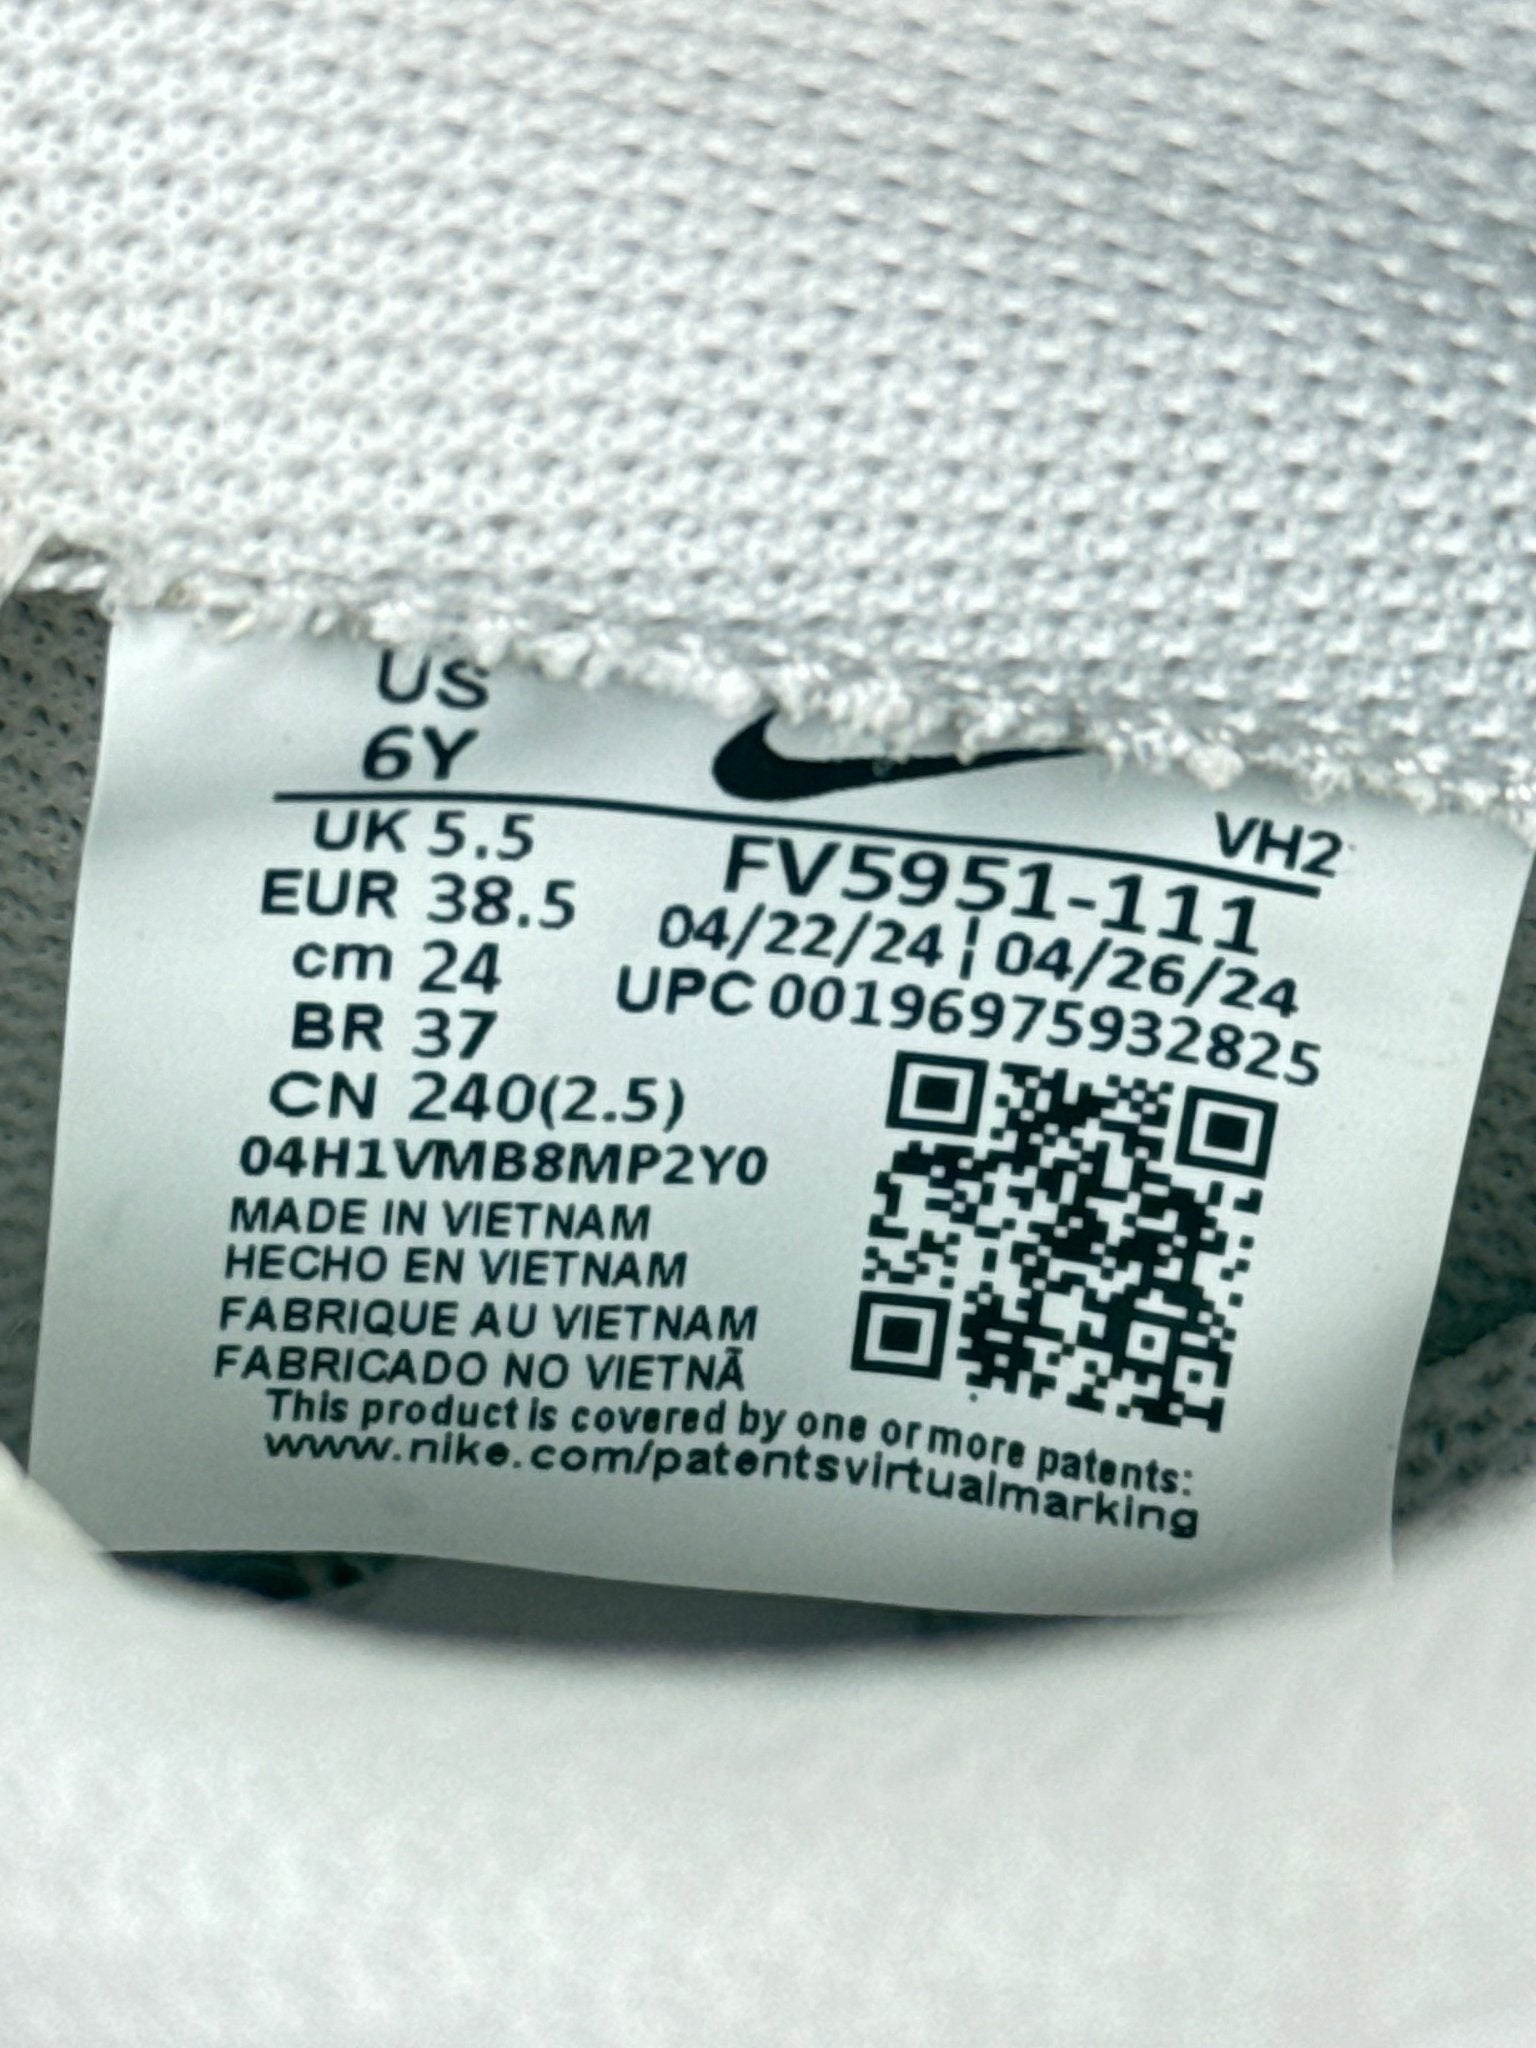 US
6Y
VH2
UK 5.5
EUR 38.5
cm 24
BR 37
CN 240(2.5)
FV5951-111
04/22/24 ¦ 04/26/24
UPC 00196975932825
04H1VMB8MP2Y0
MADE IN VIETNAM
HECHO EN VIETNAM
FABRIQUE AU VIETNAM
FABRICADO NO VIETNÃ
This product is covered by one or more patents:
www.nike.com/patentsvirtualmarking